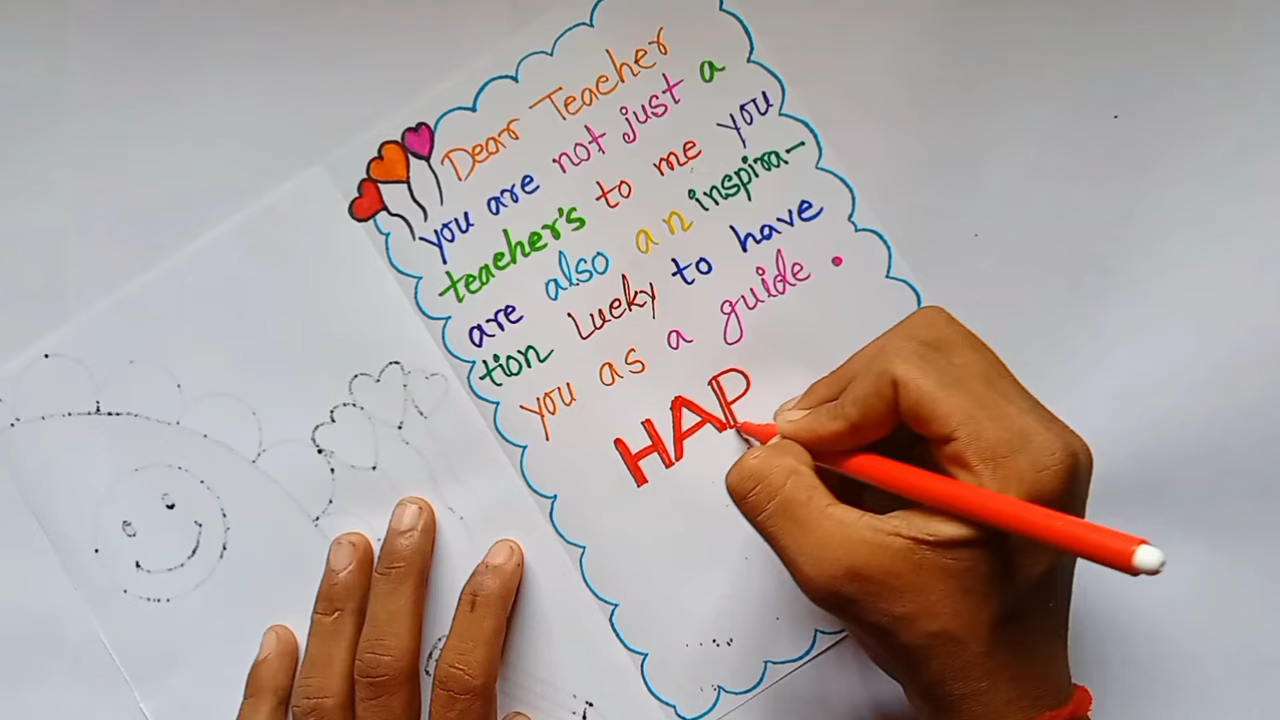 Dear Teacher
you are not just a
teacher's to me you
are also an inspira-
tion Lucky to have
you as a guide.
HAP